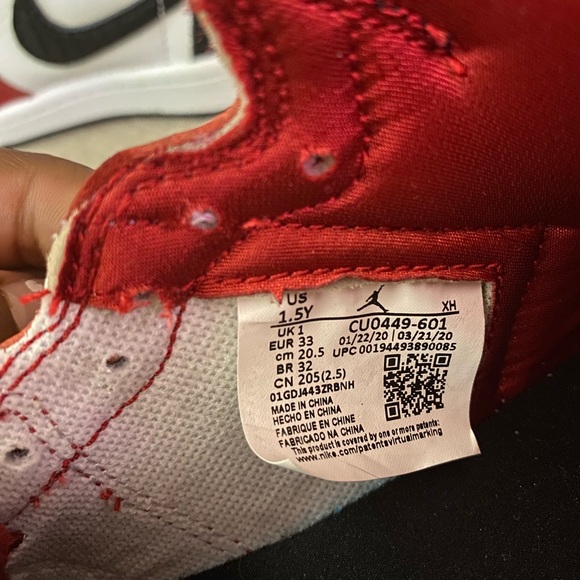 US
1.5Y
XH
UK 1
CU0449-601
EUR 33
01/22/20 03/21/20
cm 20.5
UPC 00194493890085
BR 32
CN 205(2.5)
01GDJ443ZRBNH
MADE IN CHINA
HECHO EN CHINA
FABRIQUE EN CHINE
FABRICADO NA CHINA
This product is covered by one or more patents:
www.nike.com/patentsvirtualmarking